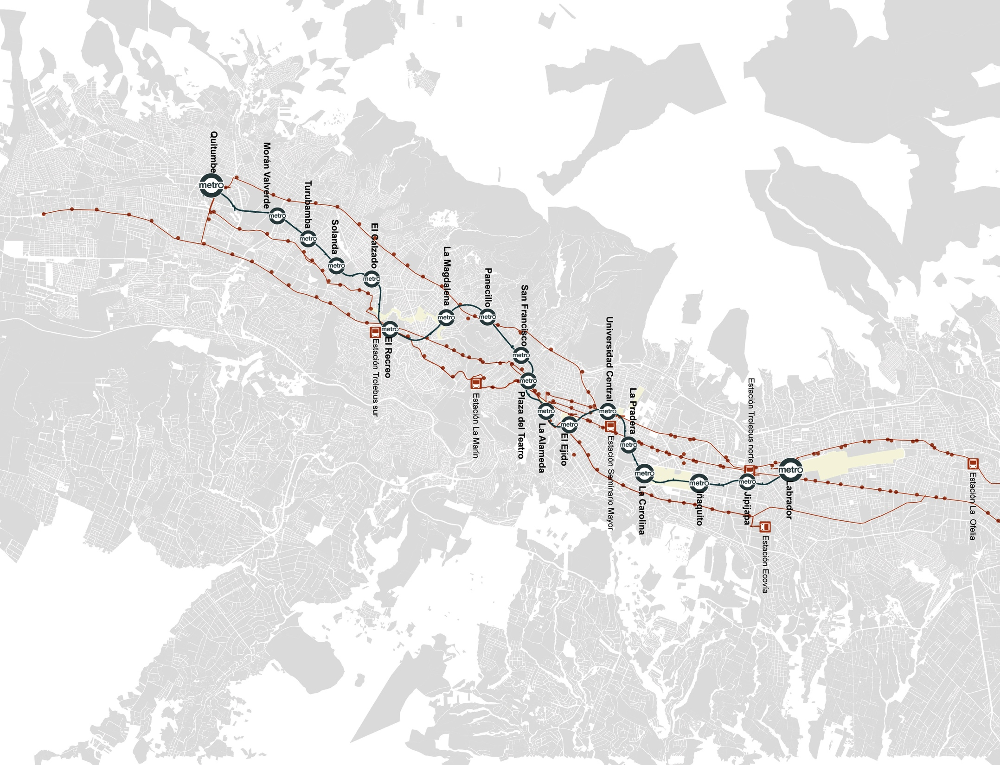 Quitumbe
metro
Morán Valverde
metro
Turubamba
metro
Solanda
metro
El Calzado
metro
El Recreo
metro
Estación Trolebus sur
La Magdalena
metro
Panecillo
metro
Estación La Marín
San Francisco
metro
Plaza del Teatro
metro
La Alameda
metro
El Ejido
metro
Universidad Central
metro
Estación Seminario Mayor
La Pradera
metro
La Carolina
metro
Iñaquito
metro
Estación Trolebus norte
Jipijapa
metro
Estación Ecovía
Labrador
metro
Estación La Ofelia